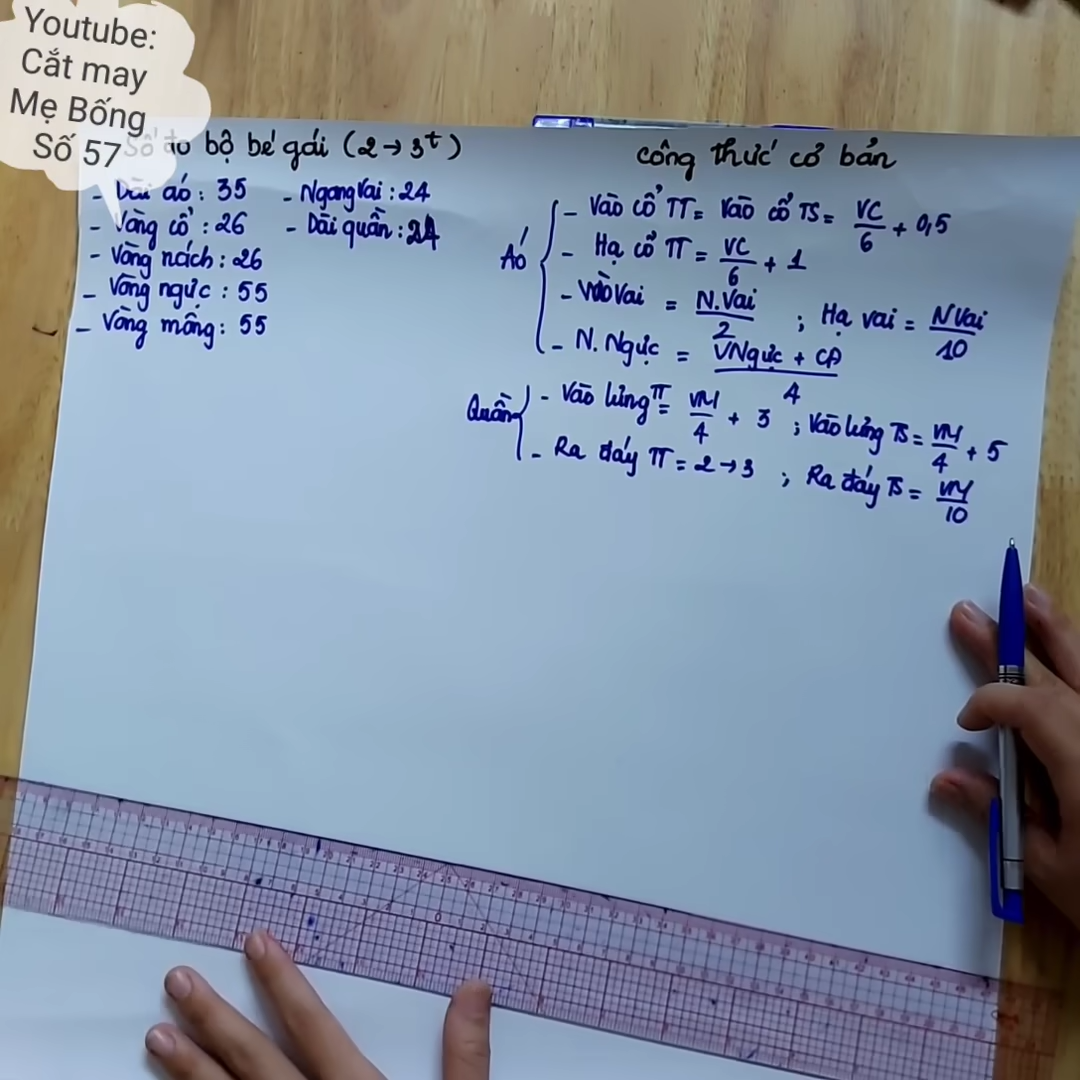 Youtube:
Cắt may
Mẹ Bống
Số 57
Số đo bộ bé gái (2→3t)
- Dài áo : 35 - Ngang vai : 24
- Vòng cổ : 26 - Dài quần : 24
- Vòng nách : 26
- Vòng ngực : 55
- Vòng mông : 55
Công thức cơ bản
Áo
- Vào cổ TT = Vào cổ TS = VC/6 + 0,5
- Hạ cổ TT = VC/6 + 1
- Vào Vai = N.Vai/2 ; Hạ vai = NVai/10
- N. Ngực = (VNgực + CĐ)/4
Quần
- Vào lưng TT = VM/4 + 3 ; Vào lưng TS = VM/4 + 5
- Ra đáy TT = 2→3 ; Ra đáy TS = VM/10